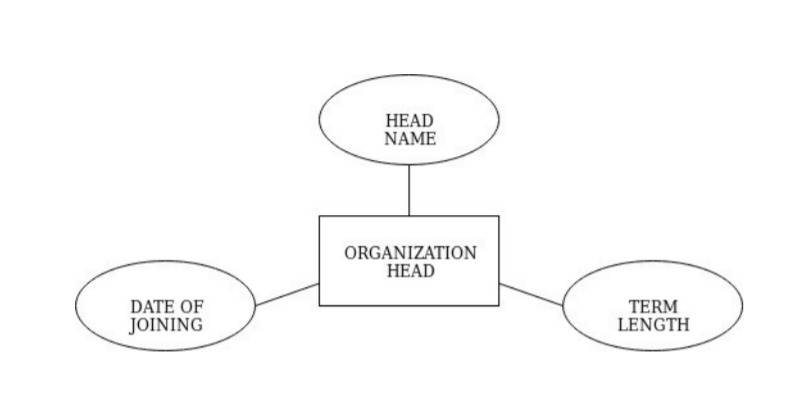 HEAD
NAME
ORGANIZATION
HEAD
DATE OF
JOINING
TERM
LENGTH